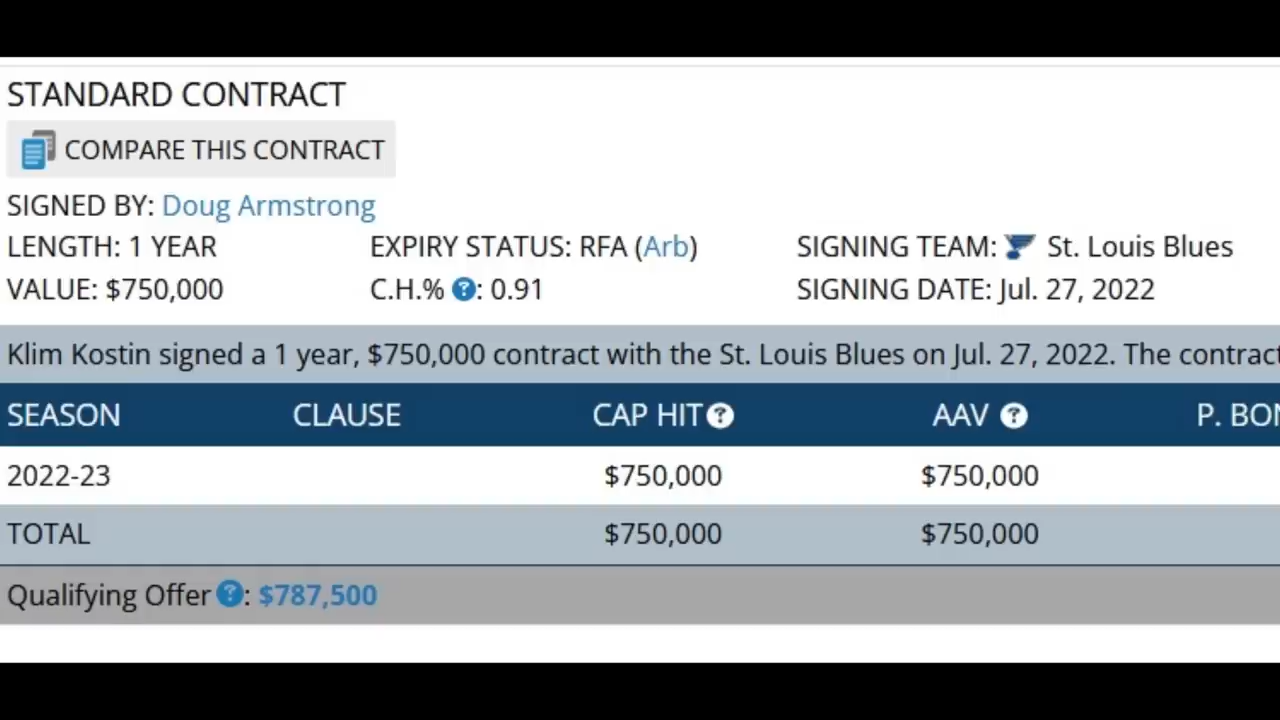 STANDARD CONTRACT
COMPARE THIS CONTRACT
SIGNED BY: Doug Armstrong
LENGTH: 1 YEAR EXPIRY STATUS: RFA (Arb) SIGNING TEAM: St. Louis Blues
VALUE: $750,000 C.H.% ?: 0.91 SIGNING DATE: Jul. 27, 2022
Klim Kostin signed a 1 year, $750,000 contract with the St. Louis Blues on Jul. 27, 2022. The contract
SEASON CLAUSE CAP HIT ? AAV ? P. BON
2022-23 $750,000 $750,000
TOTAL $750,000 $750,000
Qualifying Offer ?: $787,500